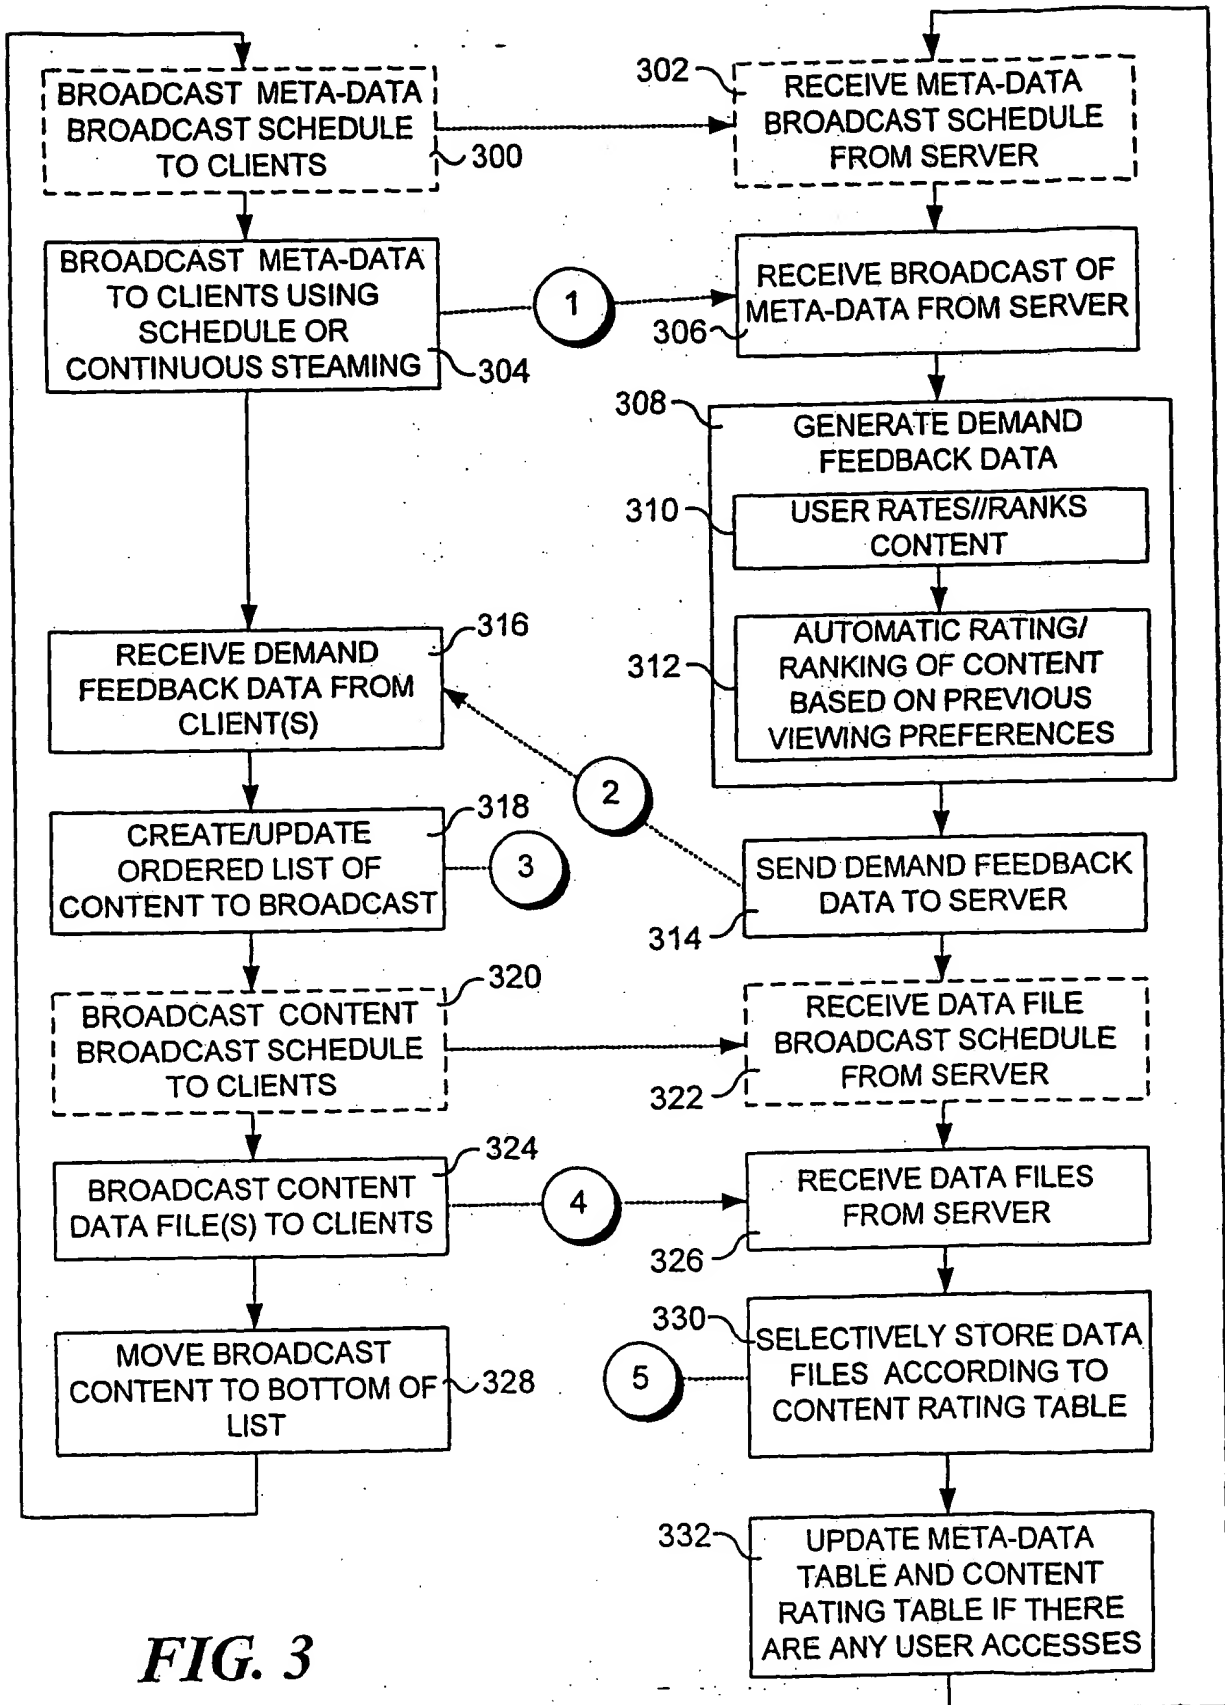 BROADCAST META-DATA
BROADCAST SCHEDULE
TO CLIENTS
300
302
RECEIVE META-DATA
BROADCAST SCHEDULE
FROM SERVER
BROADCAST META-DATA
TO CLIENTS USING
SCHEDULE OR
CONTINUOUS STEAMING
304
1
RECEIVE BROADCAST OF
META-DATA FROM SERVER
306
308
GENERATE DEMAND
FEEDBACK DATA
310
USER RATES//RANKS
CONTENT
312
AUTOMATIC RATING/
RANKING OF CONTENT
BASED ON PREVIOUS
VIEWING PREFERENCES
316
RECEIVE DEMAND
FEEDBACK DATA FROM
CLIENT(S)
2
318
CREATE/UPDATE
ORDERED LIST OF
CONTENT TO BROADCAST
3
SEND DEMAND FEEDBACK
DATA TO SERVER
314
320
BROADCAST CONTENT
BROADCAST SCHEDULE
TO CLIENTS
RECEIVE DATA FILE
BROADCAST SCHEDULE
FROM SERVER
322
324
BROADCAST CONTENT
DATA FILE(S) TO CLIENTS
4
RECEIVE DATA FILES
FROM SERVER
326
MOVE BROADCAST
CONTENT TO BOTTOM OF
LIST
328
330
SELECTIVELY STORE DATA
FILES ACCORDING TO
CONTENT RATING TABLE
5
332
UPDATE META-DATA
TABLE AND CONTENT
RATING TABLE IF THERE
ARE ANY USER ACCESSES
FIG. 3